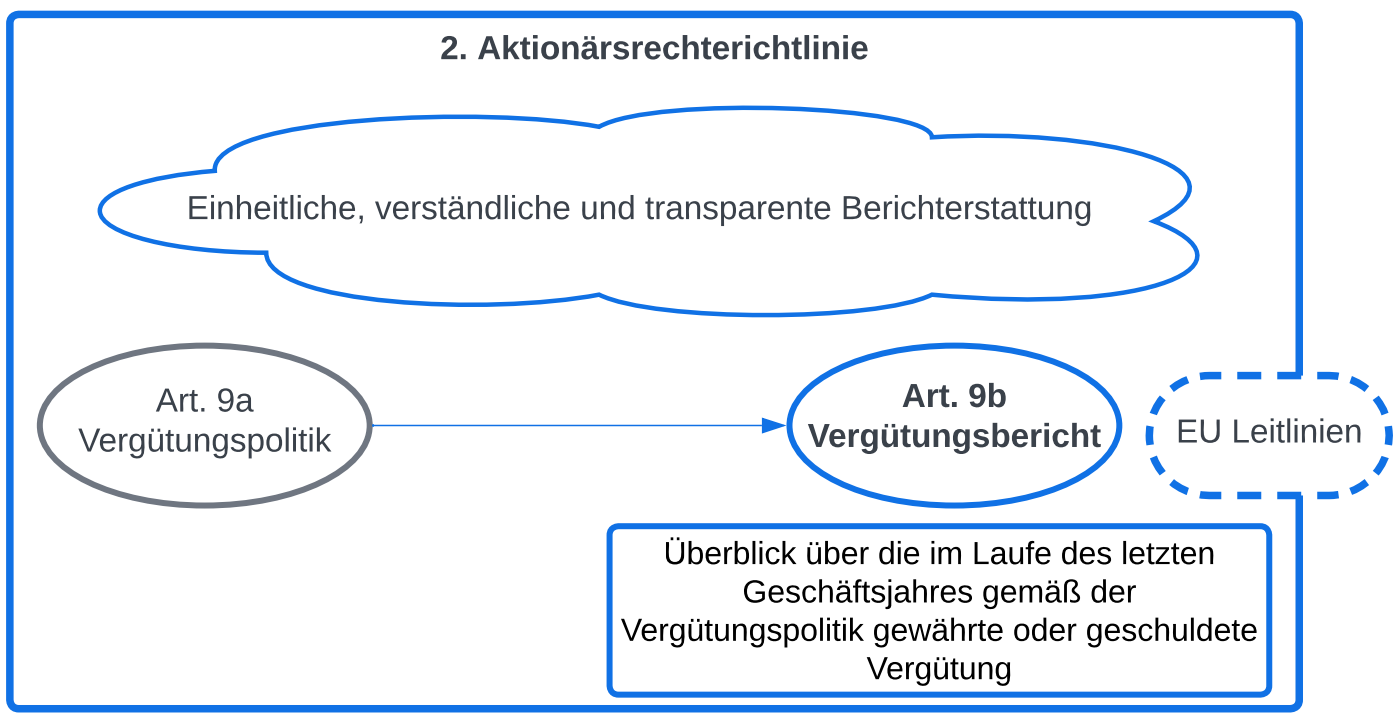 2. Aktionärsrechterichtlinie
Einheitliche, verständliche und transparente Berichterstattung
Art. 9a
Vergütungspolitik
Art. 9b
Vergütungsbericht
EU Leitlinien
Überblick über die im Laufe des letzten
Geschäftsjahres gemäß der
Vergütungspolitik gewährte oder geschuldete
Vergütung